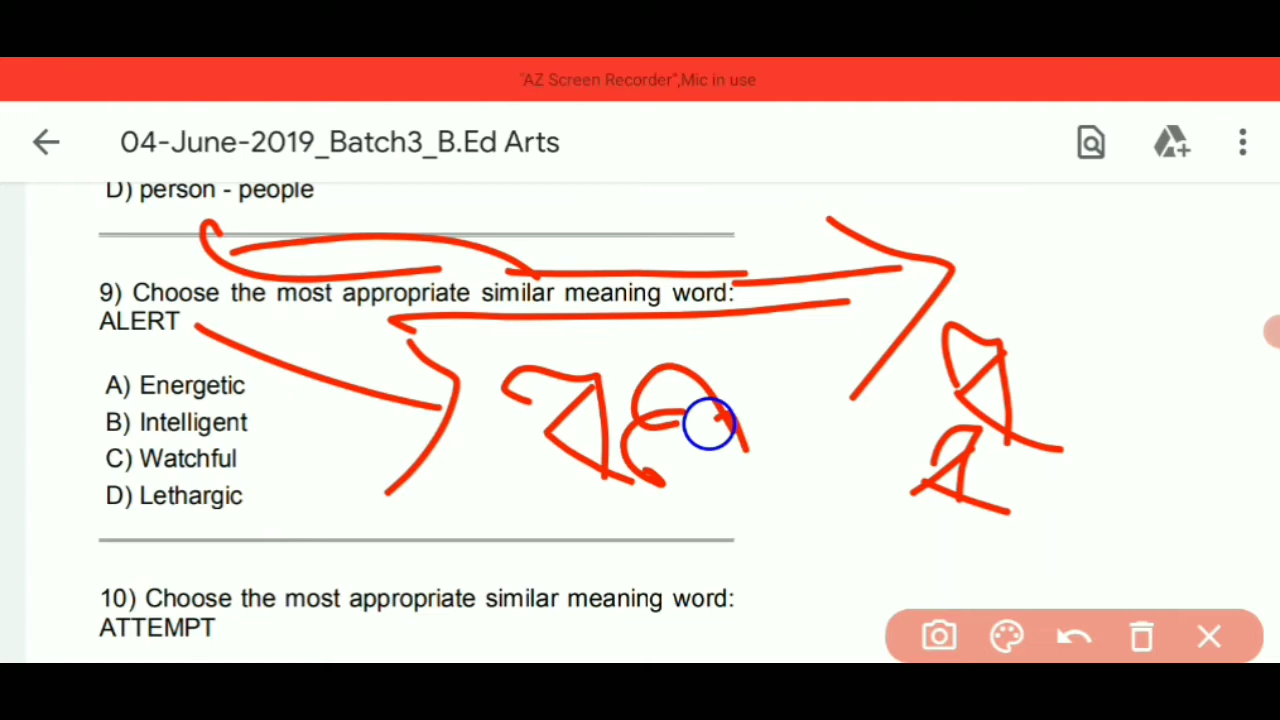 "AZ Screen Recorder",Mic in use
04-June-2019_Batch3_B.Ed Arts
D) person - people
9) Choose the most appropriate similar meaning word:
ALERT
A) Energetic
B) Intelligent
C) Watchful
D) Lethargic
10) Choose the most appropriate similar meaning word:
ATTEMPT